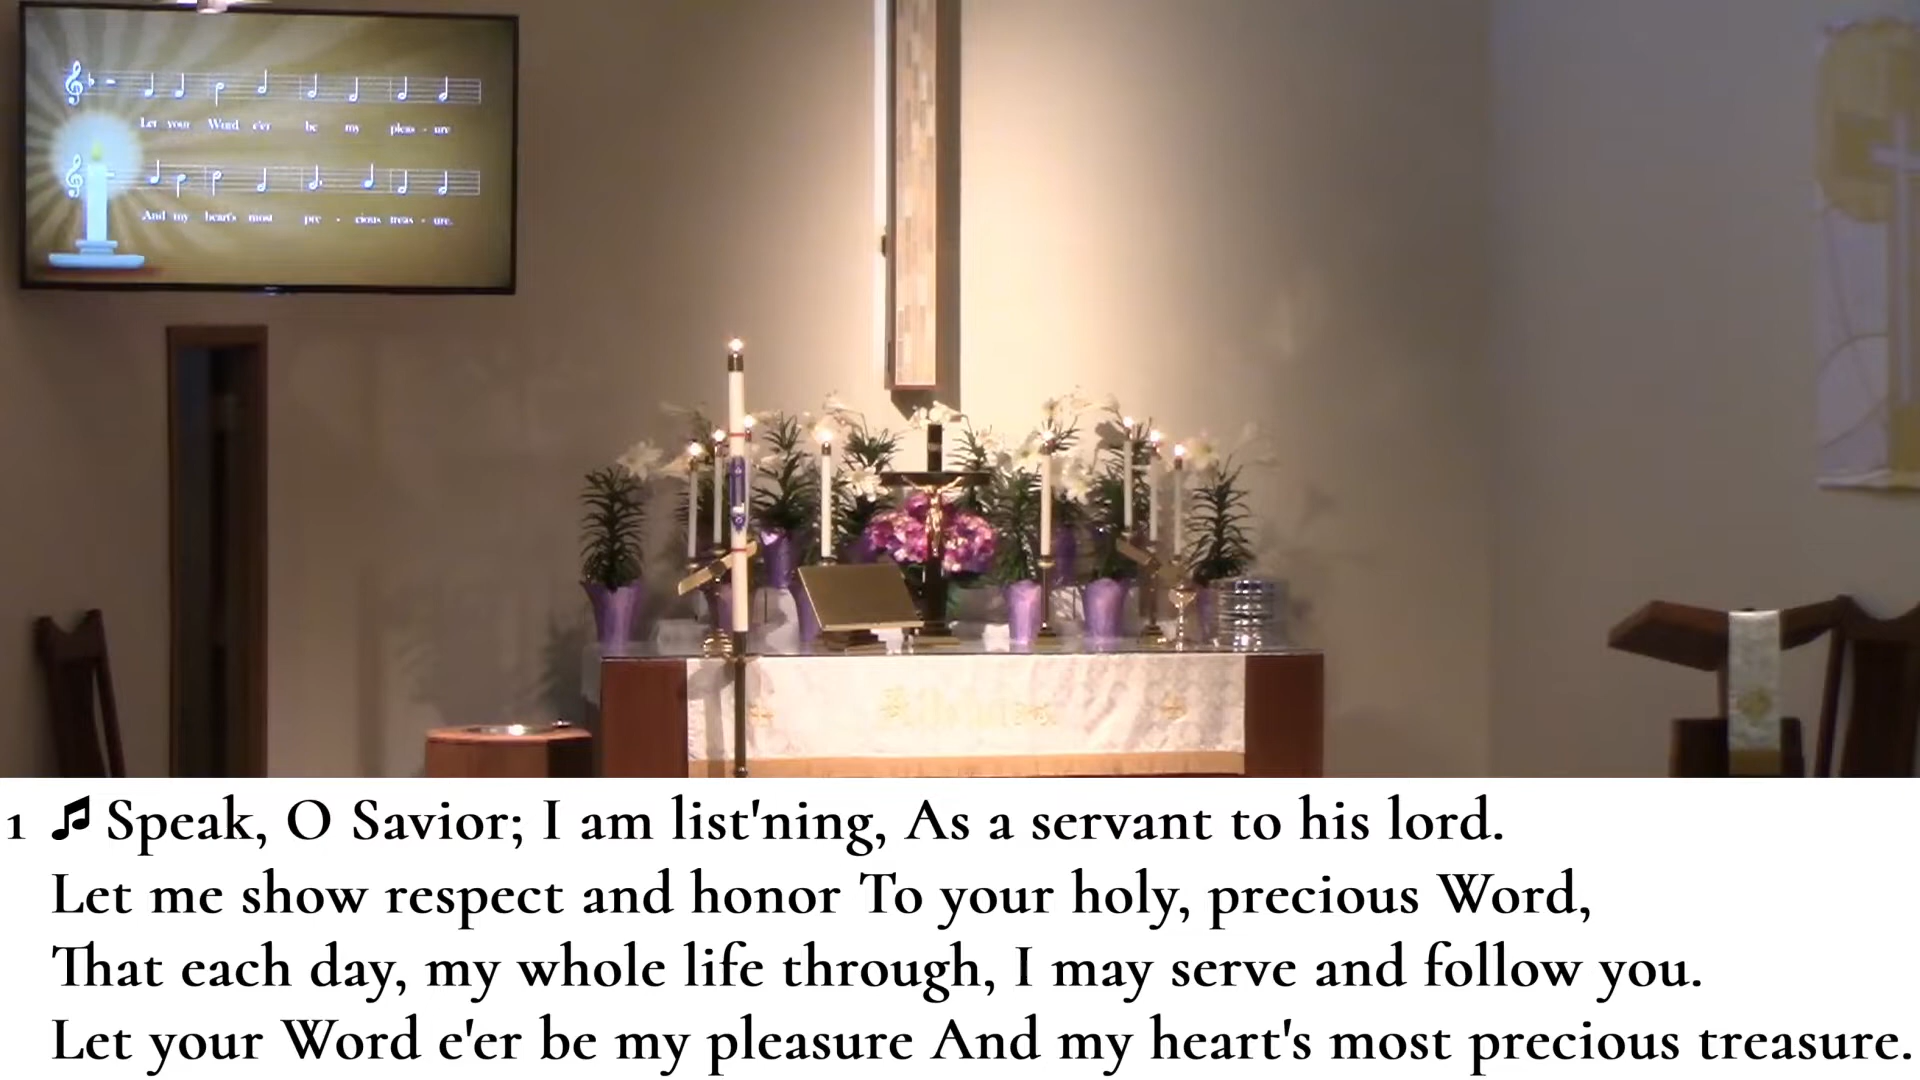 Let your Word e'er be my pleas - ure
And my heart's most pre - cious treas - ure.
1 ♫ Speak, O Savior; I am list'ning, As a servant to his lord.
Let me show respect and honor To your holy, precious Word,
That each day, my whole life through, I may serve and follow you.
Let your Word e'er be my pleasure And my heart's most precious treasure.